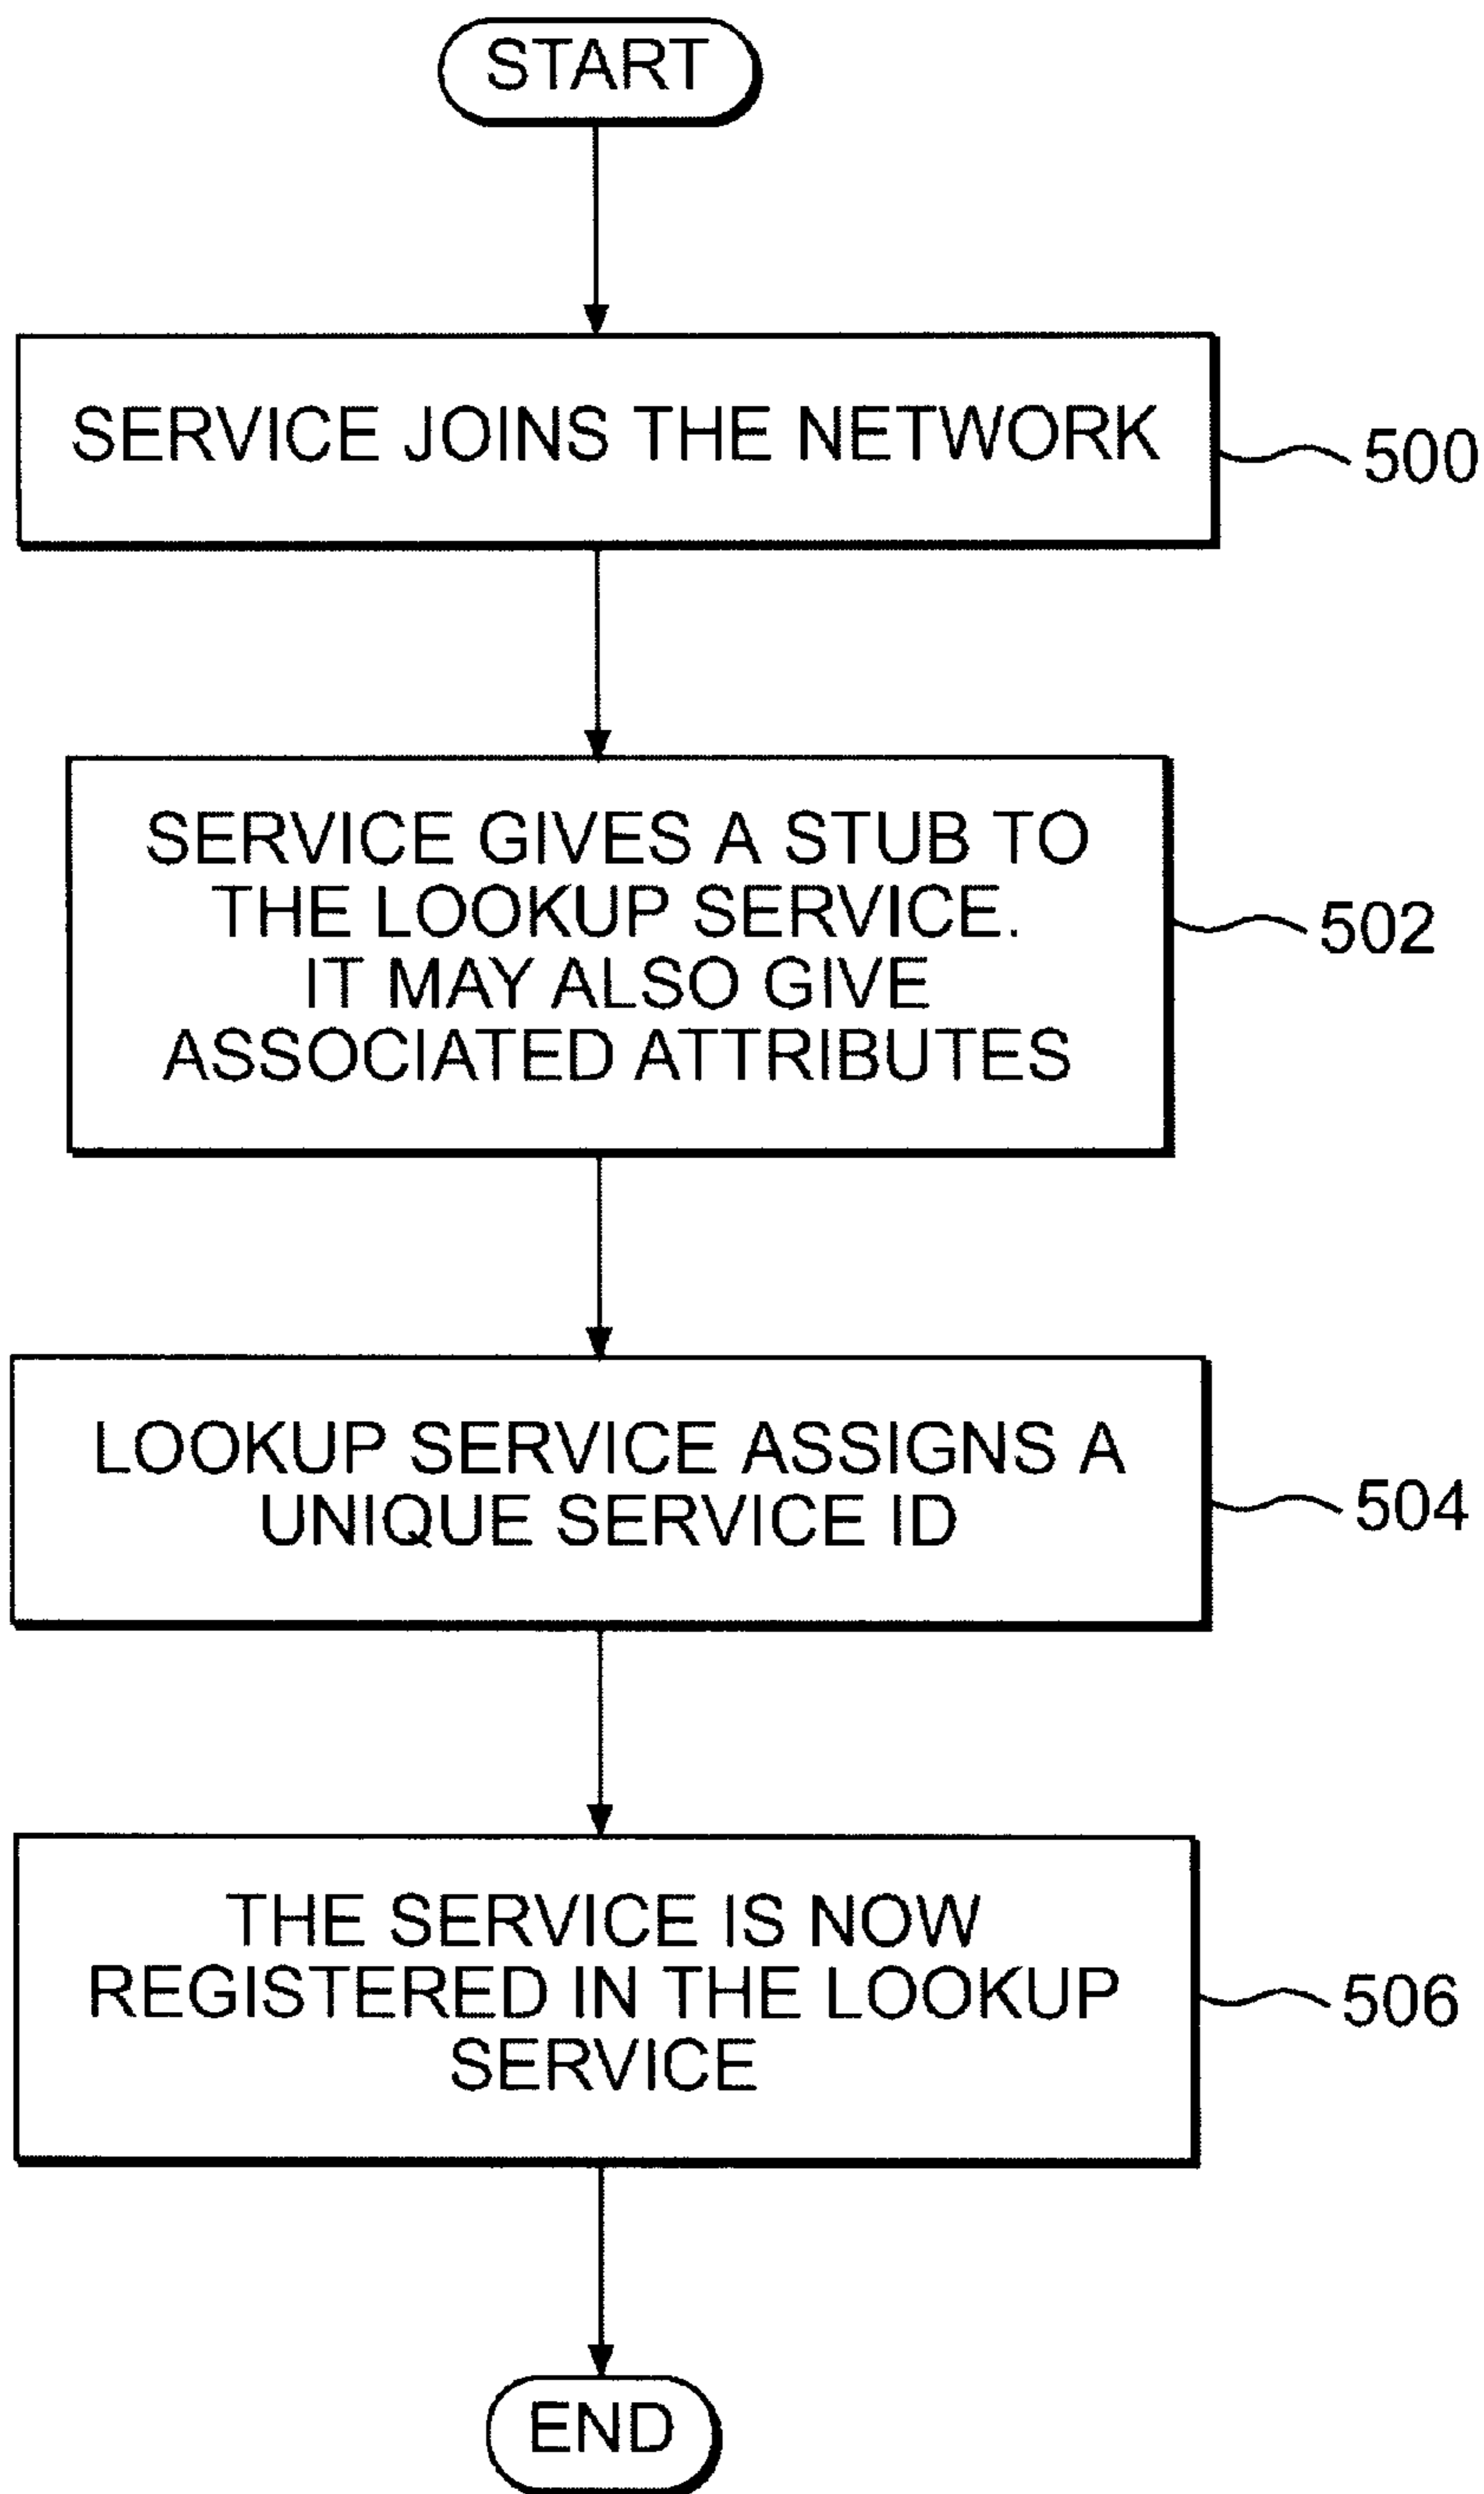 START
SERVICE JOINS THE NETWORK
500
SERVICE GIVES A STUB TO
THE LOOKUP SERVICE.
IT MAY ALSO GIVE
ASSOCIATED ATTRIBUTES
502
LOOKUP SERVICE ASSIGNS A
UNIQUE SERVICE ID
504
THE SERVICE IS NOW
REGISTERED IN THE LOOKUP
SERVICE
506
END